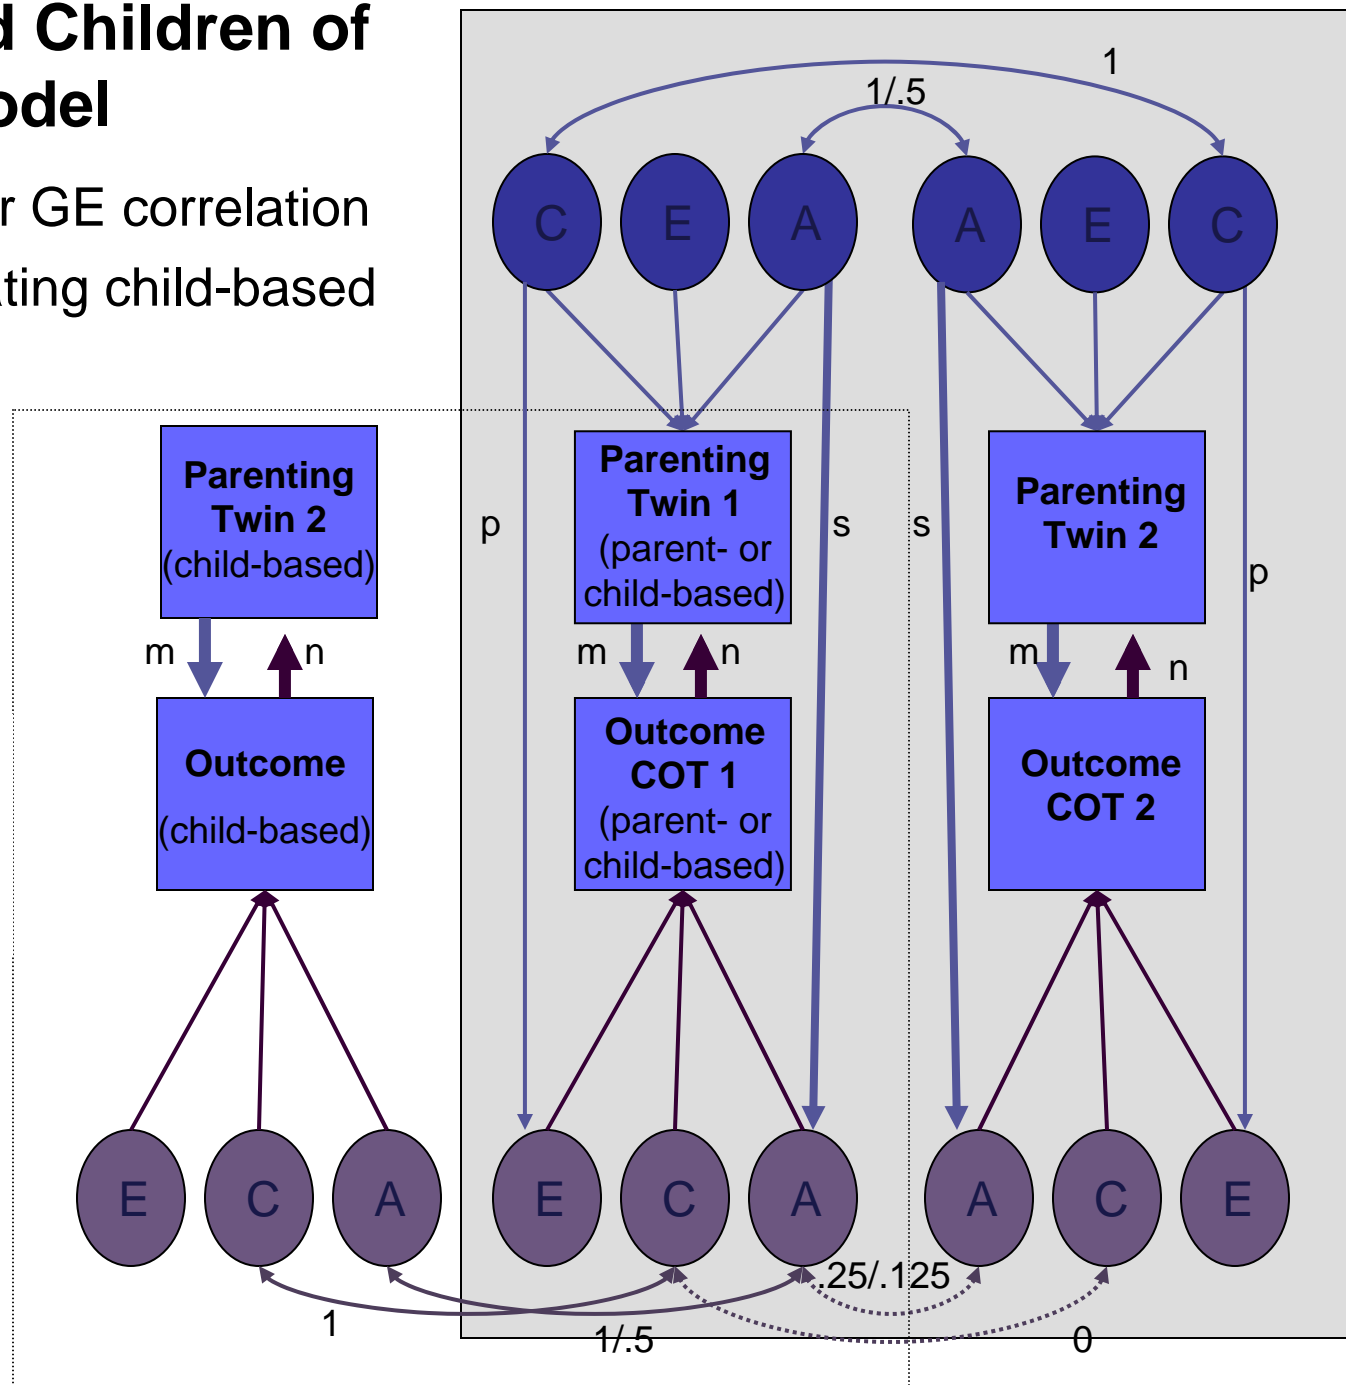 d Children of
odel
r GE correlation
ating child-based
1
1/.5
C
E
A
A
E
C
Parenting
Twin 2
(child-based)
Parenting
Twin 1
(parent- or
child-based)
Parenting
Twin 2
p
s
s
p
m
n
m
n
m
n
Outcome
(child-based)
Outcome
COT 1
(parent- or
child-based)
Outcome
COT 2
E
C
A
E
C
A
A
C
E
.25/.125
1
1/.5
0